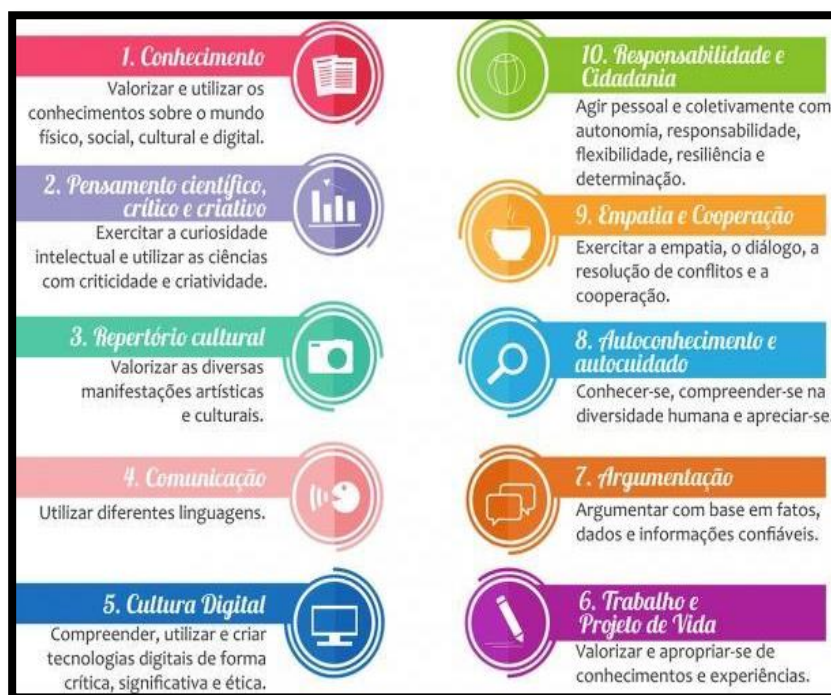 1. Conhecimento
Valorizar e utilizar os
conhecimentos sobre o mundo
físico, social, cultural e digital.
2. Pensamento científico,
crítico e criativo
Exercitar a curiosidade
intelectual e utilizar as ciências
com criticidade e criatividade.
3. Repertório cultural
Valorizar as diversas
manifestações artísticas
e culturais.
4. Comunicação
Utilizar diferentes linguagens.
5. Cultura Digital
Compreender, utilizar e criar
tecnologias digitais de forma
crítica, significativa e ética.
10. Responsabilidade e
Cidadania
Agir pessoal e coletivamente com
autonomia, responsabilidade,
flexibilidade, resiliência e
determinação.
9. Empatia e Cooperação
Exercitar a empatia, o diálogo, a
resolução de conflitos e a
cooperação.
8. Autoconhecimento e
autocuidado
Conhecer-se, compreender-se na
diversidade humana e apreciar-se.
7. Argumentação
Argumentar com base em fatos,
dados e informações confiáveis.
6. Trabalho e
Projeto de Vida
Valorizar e apropriar-se de
conhecimentos e experiências.